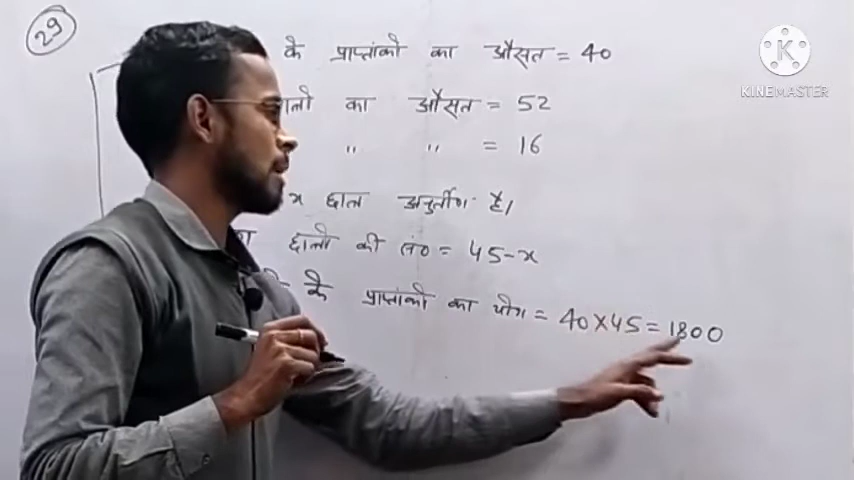 29
के प्राप्तांको का औसत = 40
का औसत = 52
" " = 16
x छात्र अनुर्तीण है।
छात्रो की सं० = 45-x
के प्राप्तांको का योग = 40×45=1800
K
KINEMASTER